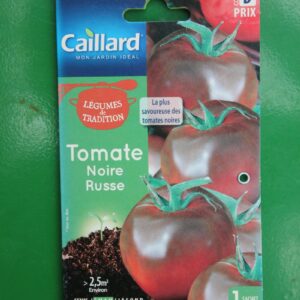 PRIX
Caillard
MON JARDIN IDÉAL
LÉGUMES
de
TRADITION
La plus
savoureuse des
tomates noires
Tomate
Noire
Russe
> 2,5m²
Environ
1 SACHET